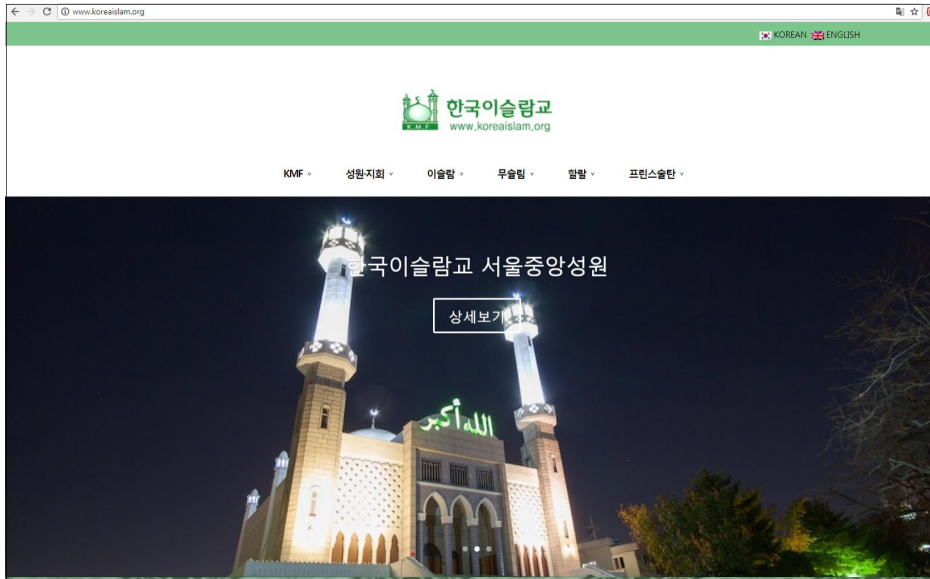 www.koreaislam.org
KOREAN ENGLISH
한국이슬람교
K M F www.koreaislam.org
KMF 성원·지회 이슬람 무슬림 할랄 프린스술탄
한국이슬람교 서울중앙성원
상세보기
الله أكبر